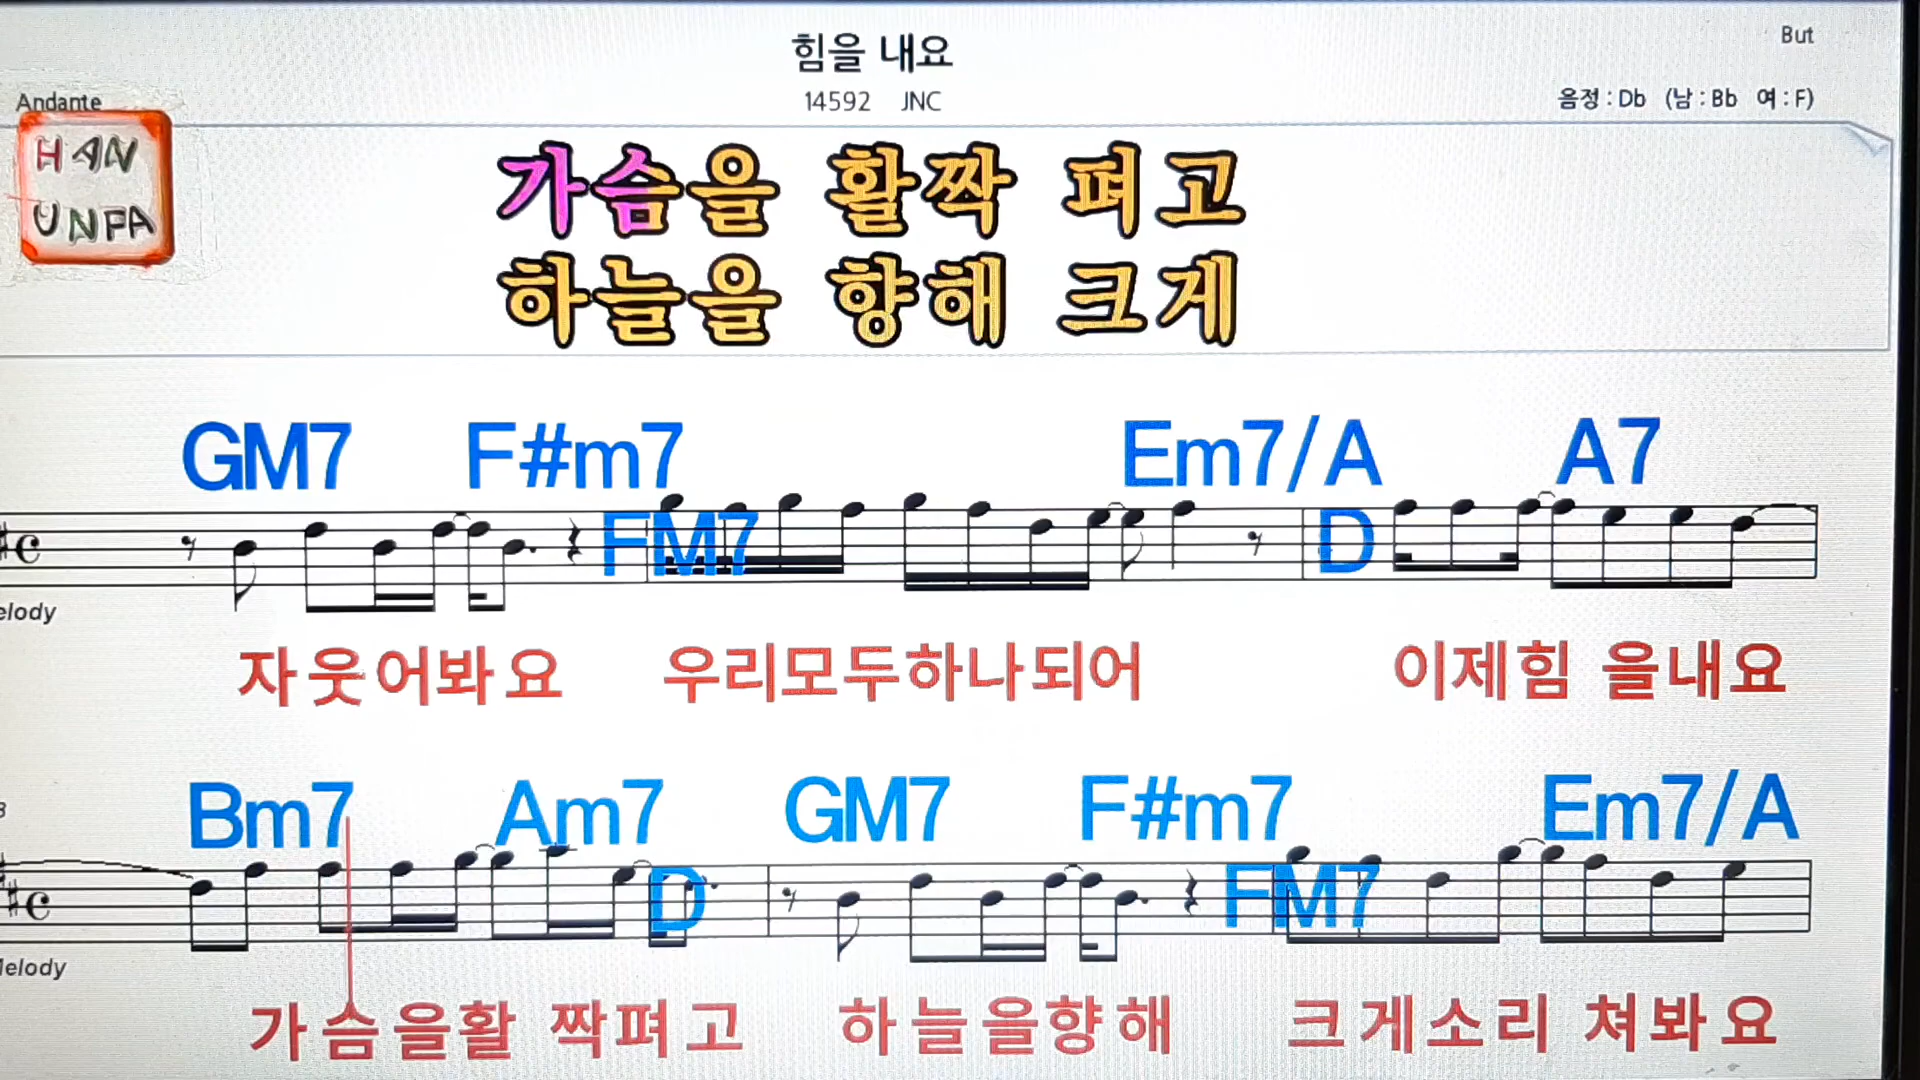 힘을 내요
But
Andante
14592 JNC
음정 : Db (남 : Bb 여 : F)
HAN
UNFA
가슴을 활짝 펴고
하늘을 향해 크게
GM7 F#m7 Em7/A A7
FM7 D
elody
자웃어봐요 우리모두하나되어 이제힘 을내요
Bm7 Am7 GM7 F#m7 Em7/A
D FM7
lelody
가슴을활 짝펴고 하늘을향해 크게소리 쳐봐요